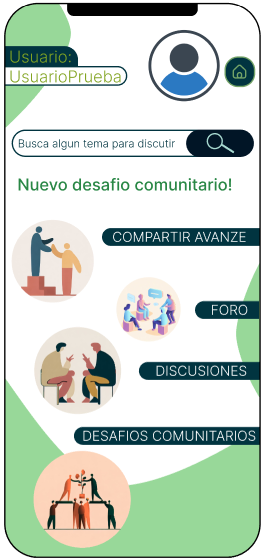 Usuario:
UsuarioPrueba
Busca algun tema para discutir
Nuevo desafio comunitario!
COMPARTIR AVANZE
FORO
DISCUSIONES
DESAFIOS COMUNITARIOS